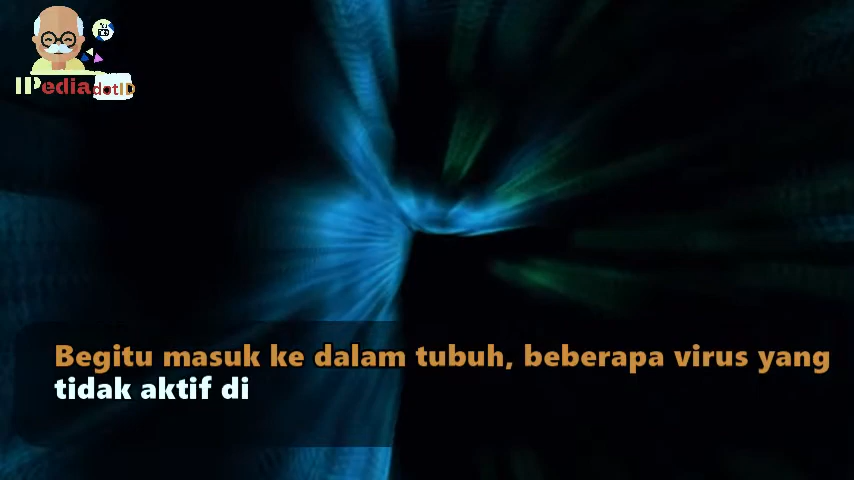 IPediadotID
Begitu masuk ke dalam tubuh, beberapa virus yang
tidak aktif di